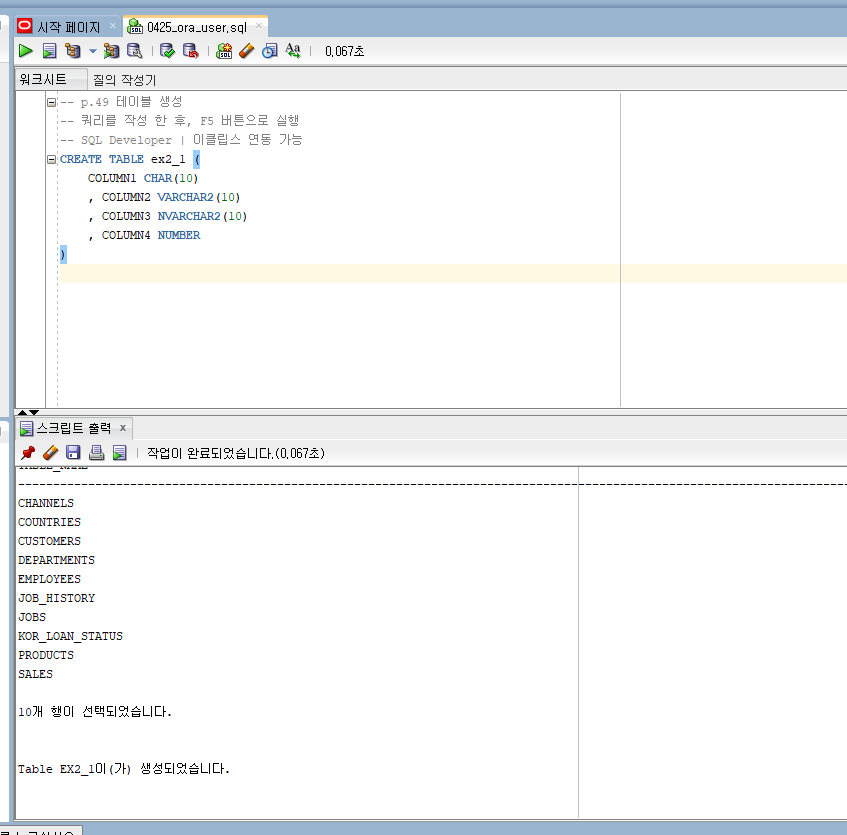 시작 페이지 × 0425_ora_user.sql ×
0.067초
워크시트 질의 작성기
-- p.49 테이블 생성
-- 쿼리를 작성 한 후, F5 버튼으로 실행
-- SQL Developer | 이클립스 연동 가능
CREATE TABLE ex2_1 (
COLUMN1 CHAR(10)
, COLUMN2 VARCHAR2(10)
, COLUMN3 NVARCHAR2(10)
, COLUMN4 NUMBER
)
스크립트 출력 x
작업이 완료되었습니다.(0.067초)
TABLE_NAME
CHANNELS
COUNTRIES
CUSTOMERS
DEPARTMENTS
EMPLOYEES
JOB_HISTORY
JOBS
KOR_LOAN_STATUS
PRODUCTS
SALES
10개 행이 선택되었습니다.
Table EX2_1이(가) 생성되었습니다.